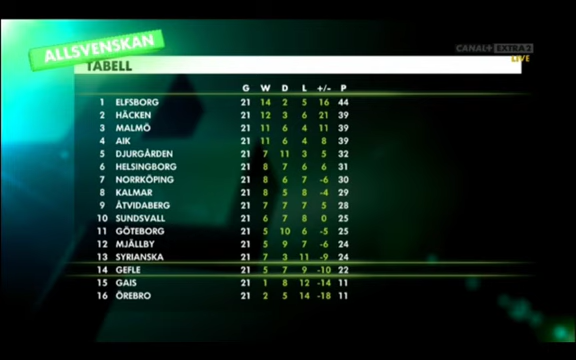 ALLSVENSKAN
CANAL+ EXTRA2
LIVE
TABELL
G W D L +/- P
1 ELFSBORG 21 14 2 5 16 44
2 HÄCKEN 21 12 3 6 21 39
3 MALMÖ 21 11 6 4 11 39
4 AIK 21 11 6 4 8 39
5 DJURGÅRDEN 21 7 11 3 5 32
6 HELSINGBORG 21 8 7 6 6 31
7 NORRKÖPING 21 8 6 7 -6 30
8 KALMAR 21 8 5 8 -4 29
9 ÅTVIDABERG 21 7 7 7 5 28
10 SUNDSVALL 21 6 7 8 0 25
11 GÖTEBORG 21 5 10 6 -5 25
12 MJÄLLBY 21 5 9 7 -6 24
13 SYRIANSKA 21 7 3 11 -9 24
14 GEFLE 21 5 7 9 -10 22
15 GAIS 21 1 8 12 -14 11
16 ÖREBRO 21 2 5 14 -18 11